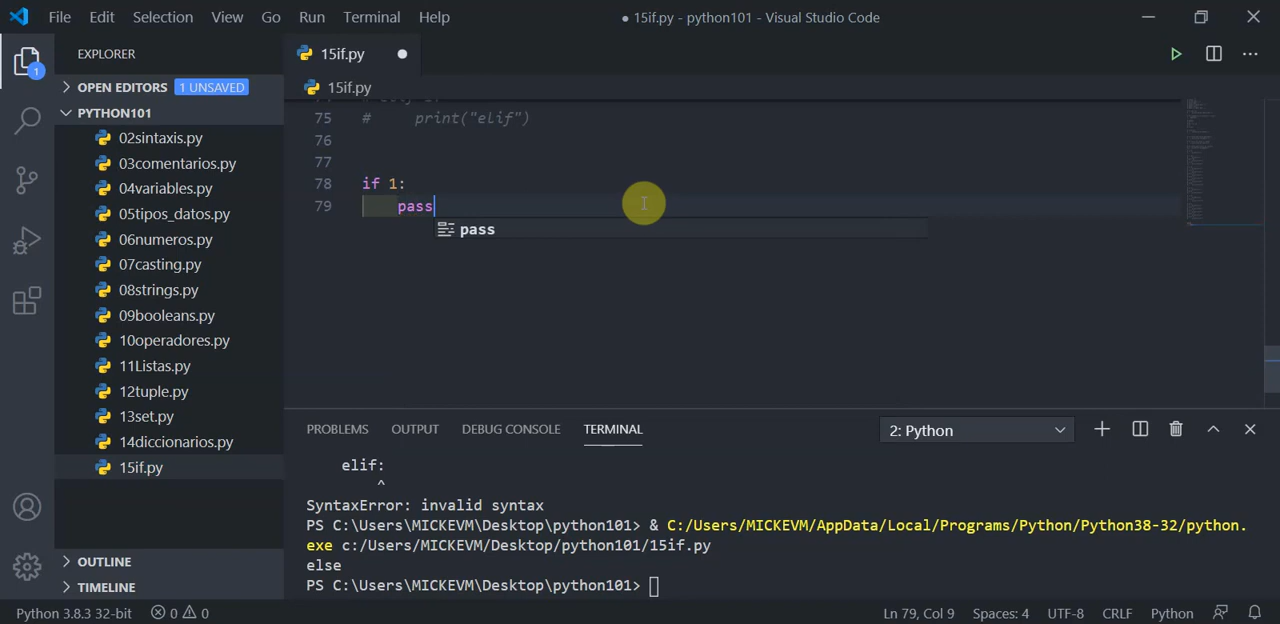 File Edit Selection View Go Run Terminal Help
● 15if.py - python101 - Visual Studio Code
EXPLORER
OPEN EDITORS 1 UNSAVED
PYTHON101
02sintaxis.py
03comentarios.py
04variables.py
05tipos_datos.py
06numeros.py
07casting.py
08strings.py
09booleans.py
10operadores.py
11Listas.py
12tuple.py
13set.py
14diccionarios.py
15if.py
OUTLINE
TIMELINE
1
15if.py
15if.py
75 # print("elif")
76
77
78 if 1:
79 pass
pass
PROBLEMS OUTPUT DEBUG CONSOLE TERMINAL
2: Python
elif:
^
SyntaxError: invalid syntax
PS C:\Users\MICKEVM\Desktop\python101> & C:/Users/MICKEVM/AppData/Local/Programs/Python/Python38-32/python.
exe c:/Users/MICKEVM/Desktop/python101/15if.py
else
PS C:\Users\MICKEVM\Desktop\python101>
Python 3.8.3 32-bit 0 0 Ln 79, Col 9 Spaces: 4 UTF-8 CRLF Python